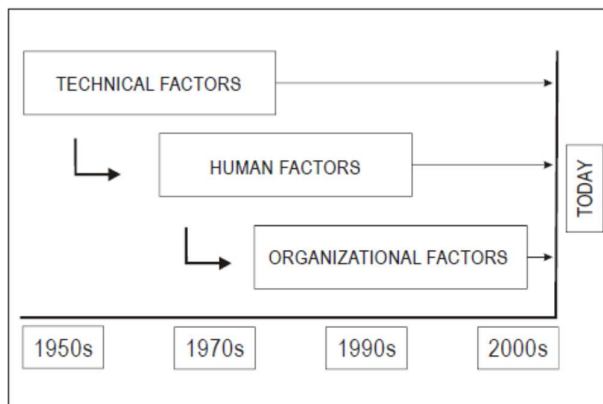 TECHNICAL FACTORS
HUMAN FACTORS
TODAY
ORGANIZATIONAL FACTORS
1950s
1970s
1990s
2000s